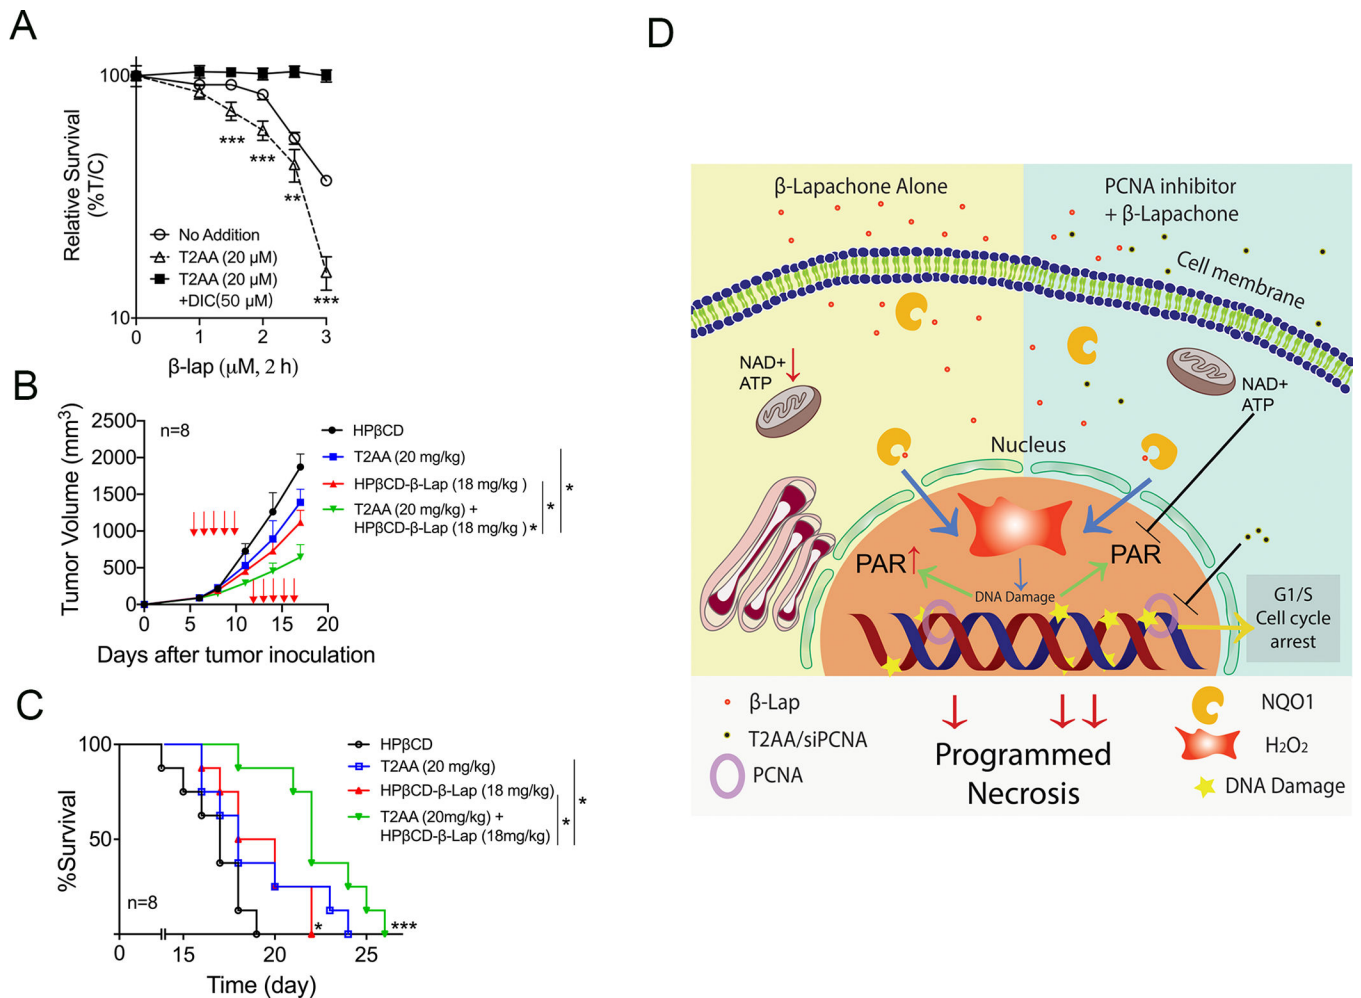 A
100
10
Relative Survival
(%T/C)
No Addition
T2AA (20 μM)
T2AA (20 μM)
+DIC(50 μM)
***
***
**
***
0
1
2
3
β-lap (μM, 2 h)
B
n=8
Tumor Volume (mm³)
2500
2000
1500
1000
500
0
0
5
10
15
20
Days after tumor inoculation
HPβCD
T2AA (20 mg/kg)
HPβCD-β-Lap (18 mg/kg )
T2AA (20 mg/kg) +
HPβCD-β-Lap (18 mg/kg ) *
*
*
C
%Survival
100
50
0
n=8
0
15
20
25
Time (day)
HPβCD
T2AA (20 mg/kg)
HPβCD-β-Lap (18 mg/kg)
T2AA (20mg/kg) +
HPβCD-β-Lap (18mg/kg)
*
*
*
***
D
β-Lapachone Alone
PCNA inhibitor
+ β-Lapachone
Cell membrane
NAD+
ATP
NAD+
ATP
Nucleus
PAR
PAR
DNA Damage
G1/S
Cell cycle
arrest
β-Lap
T2AA/siPCNA
PCNA
Programmed
Necrosis
NQO1
H₂O₂
DNA Damage